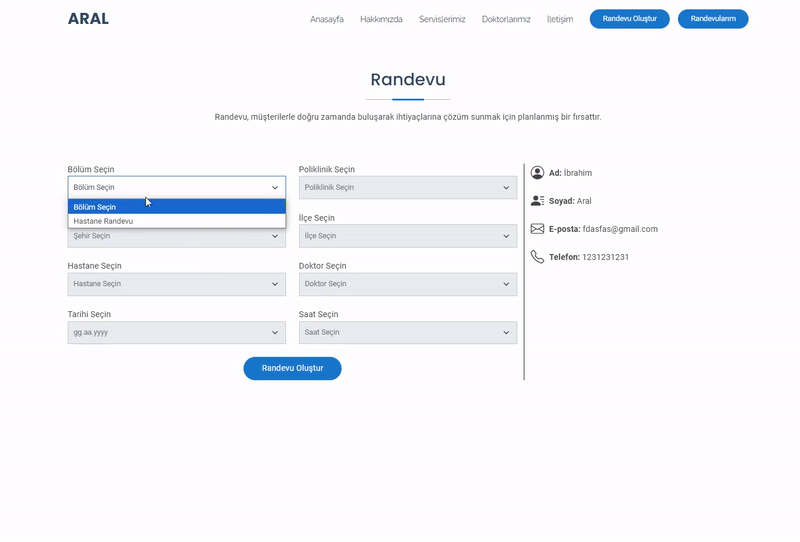 ARAL
Anasayfa Hakkımızda Servislerimiz Doktorlarımız İletişim Randevu Oluştur Randevularım
Randevu
Randevu, müşterilerle doğru zamanda buluşarak ihtiyaçlarına çözüm sunmak için planlanmış bir fırsattır.
Bölüm Seçin
Bölüm Seçin
Bölüm Seçin
Hastane Randevu
Şehir Seçin
Poliklinik Seçin
Poliklinik Seçin
İlçe Seçin
İlçe Seçin
Hastane Seçin
Hastane Seçin
Doktor Seçin
Doktor Seçin
Tarihi Seçin
gg.aa.yyyy
Saat Seçin
Saat Seçin
Randevu Oluştur
Ad: İbrahim
Soyad: Aral
E-posta: fdasfas@gmail.com
Telefon: 1231231231